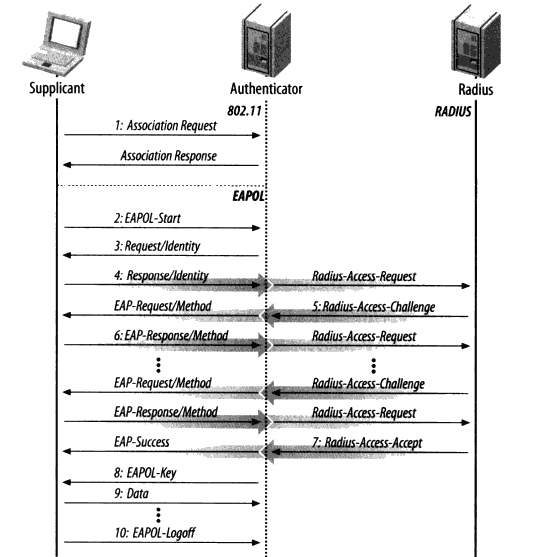 Supplicant Authenticator Radius
802.11 RADIUS
1: Association Request
Association Response
EAPOL
2: EAPOL-Start
3: Request/Identity
4: Response/Identity Radius-Access-Request
EAP-Request/Method 5: Radius-Access-Challenge
6: EAP-Response/Method Radius-Access-Request
EAP-Request/Method Radius-Access-Challenge
EAP-Response/Method Radius-Access-Request
EAP-Success 7: Radius-Access-Accept
8: EAPOL-Key
9: Data
10: EAPOL-Logoff